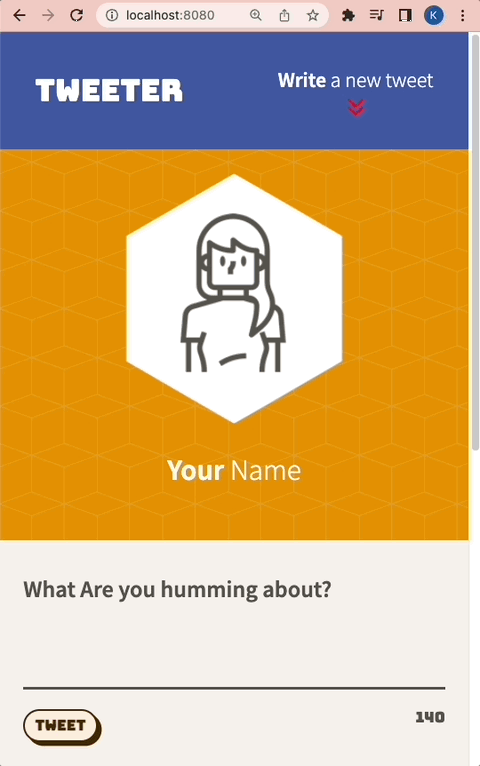 localhost:8080
K
TWEETER
Write a new tweet
Your Name
What Are you humming about?
TWEET
140